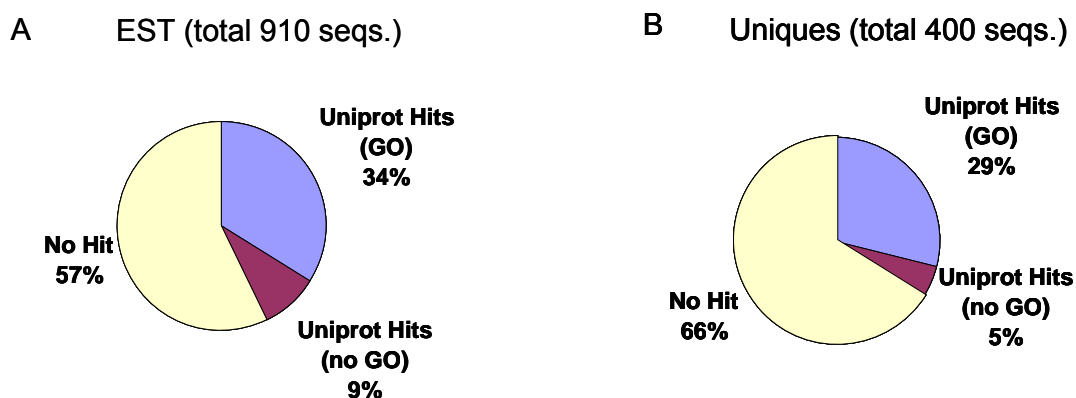 A
EST (total 910 seqs.)
Uniprot Hits
(GO)
34%
No Hit
57%
Uniprot Hits
(no GO)
9%
B
Uniques (total 400 seqs.)
Uniprot Hits
(GO)
29%
Uniprot Hits
(no GO)
5%
No Hit
66%